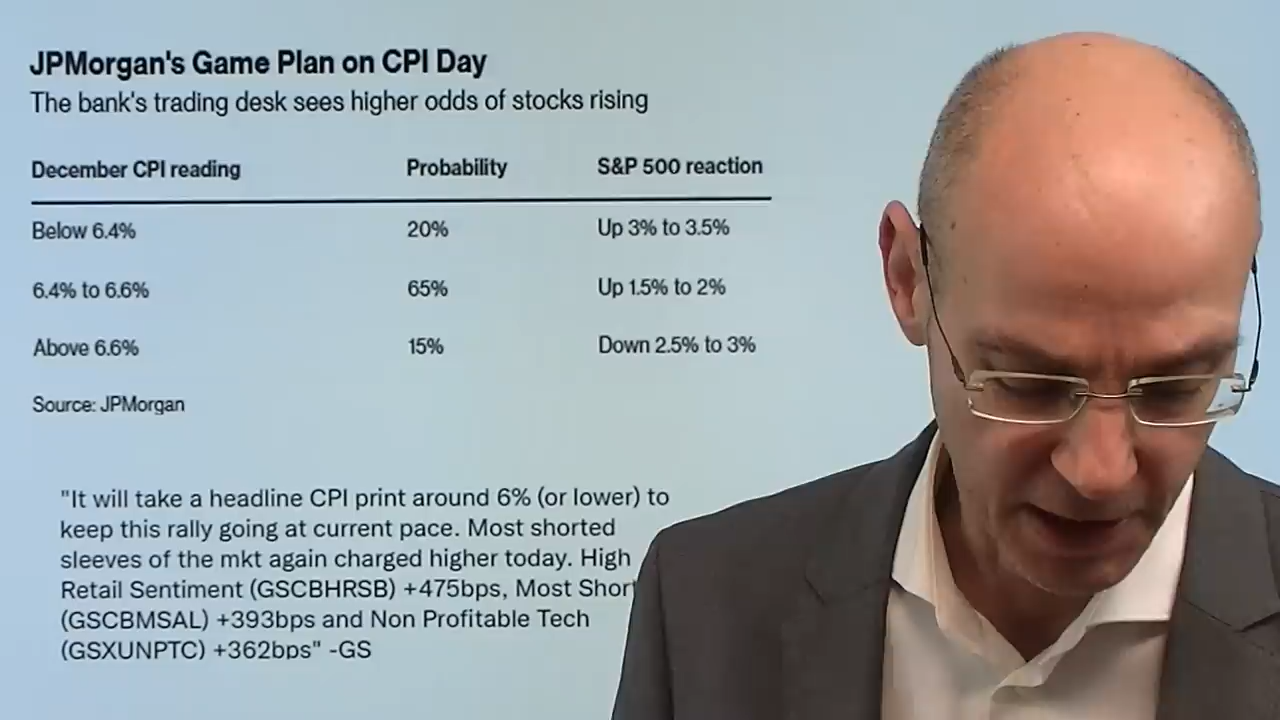 JPMorgan's Game Plan on CPI Day
The bank's trading desk sees higher odds of stocks rising
December CPI reading Probability S&P 500 reaction
Below 6.4% 20% Up 3% to 3.5%
6.4% to 6.6% 65% Up 1.5% to 2%
Above 6.6% 15% Down 2.5% to 3%
Source: JPMorgan
"It will take a headline CPI print around 6% (or lower) to
keep this rally going at current pace. Most shorted
sleeves of the mkt again charged higher today. High
Retail Sentiment (GSCBHRSB) +475bps, Most
(GSCBMSAL) +393bps and Non Profitable Tech
(GSXUNPTC) +362bps" -GS